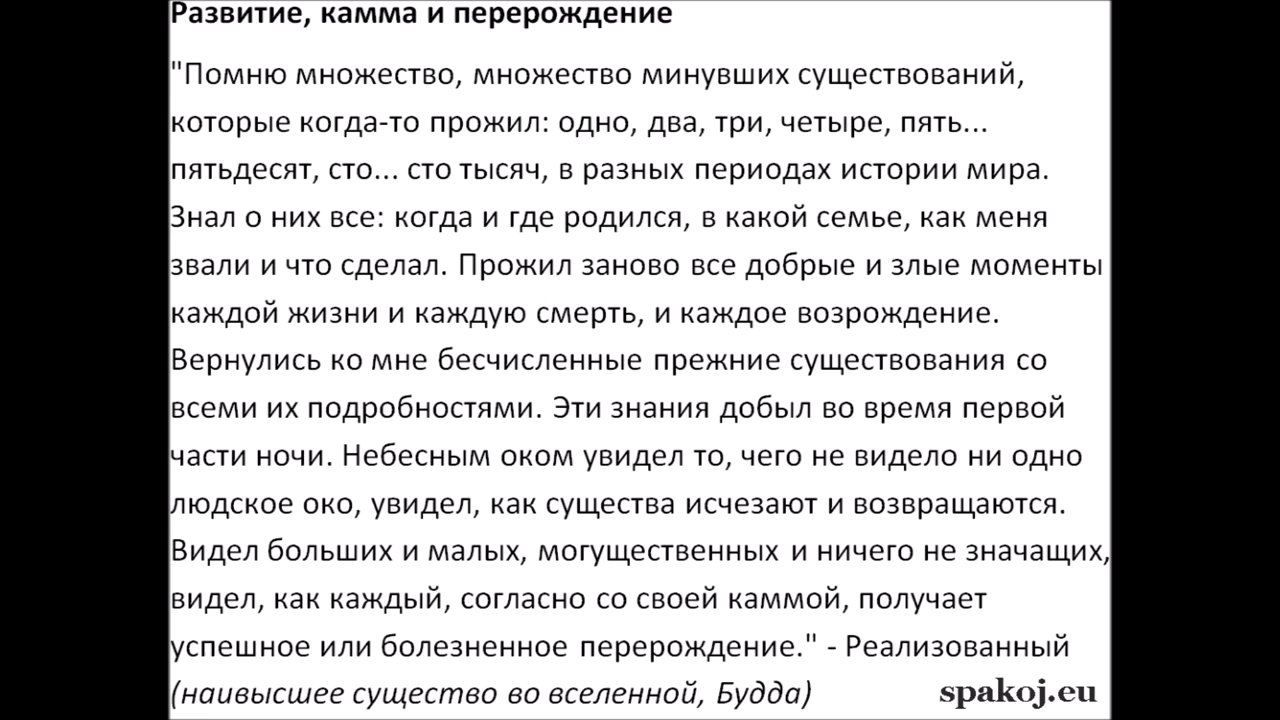 Развитие, камма и перерождение
"Помню множество, множество минувших существований,
которые когда-то прожил: одно, два, три, четыре, пять...
пятьдесят, сто... сто тысяч, в разных периодах истории мира.
Знал о них все: когда и где родился, в какой семье, как меня
звали и что сделал. Прожил заново все добрые и злые моменты
каждой жизни и каждую смерть, и каждое возрождение.
Вернулись ко мне бесчисленные прежние существования со
всеми их подробностями. Эти знания добыл во время первой
части ночи. Небесным оком увидел то, чего не видело ни одно
людское око, увидел, как существа исчезают и возвращаются.
Видел больших и малых, могущественных и ничего не значащих,
видел, как каждый, согласно со своей каммой, получает
успешное или болезненное перерождение." - Реализованный
(наивысшее существо во вселенной, Будда)
spakoj.eu